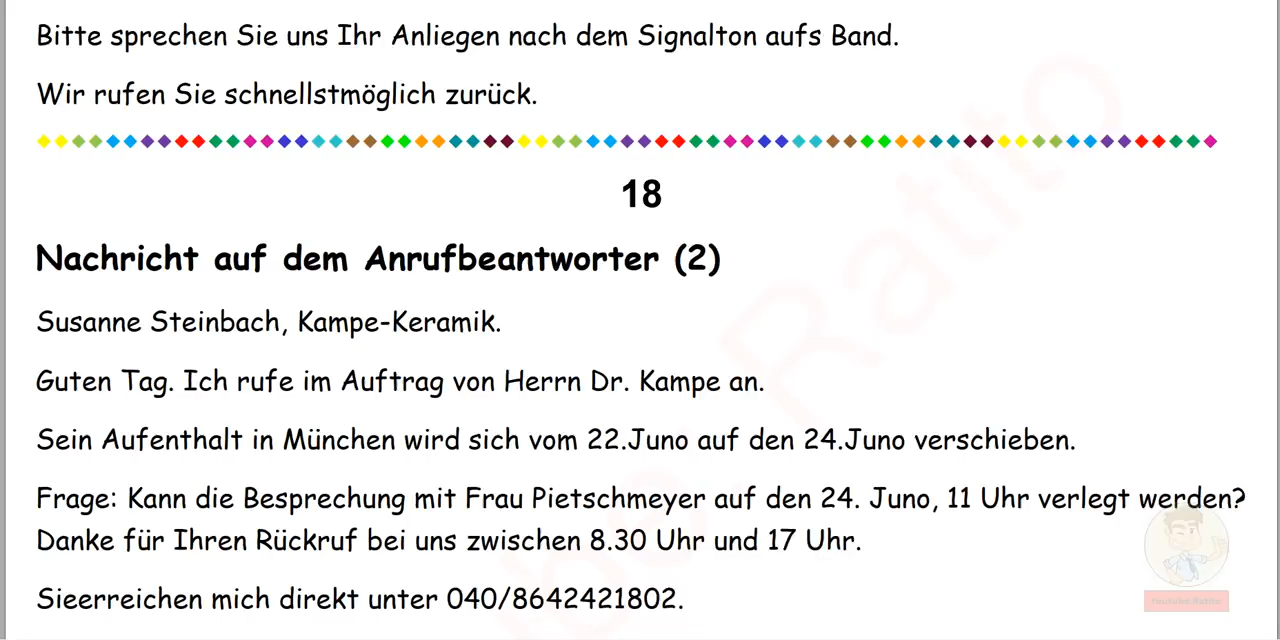 Bitte sprechen Sie uns Ihr Anliegen nach dem Signalton aufs Band.
Wir rufen Sie schnellstmöglich zurück.
18
Nachricht auf dem Anrufbeantworter (2)
Susanne Steinbach, Kampe-Keramik.
Guten Tag. Ich rufe im Auftrag von Herrn Dr. Kampe an.
Sein Aufenthalt in München wird sich vom 22.Juno auf den 24.Juno verschieben.
Frage: Kann die Besprechung mit Frau Pietschmeyer auf den 24. Juno, 11 Uhr verlegt werden?
Danke für Ihren Rückruf bei uns zwischen 8.30 Uhr und 17 Uhr.
Sieerreichen mich direkt unter 040/8642421802.
be: Ratito
Youtube:Ratito